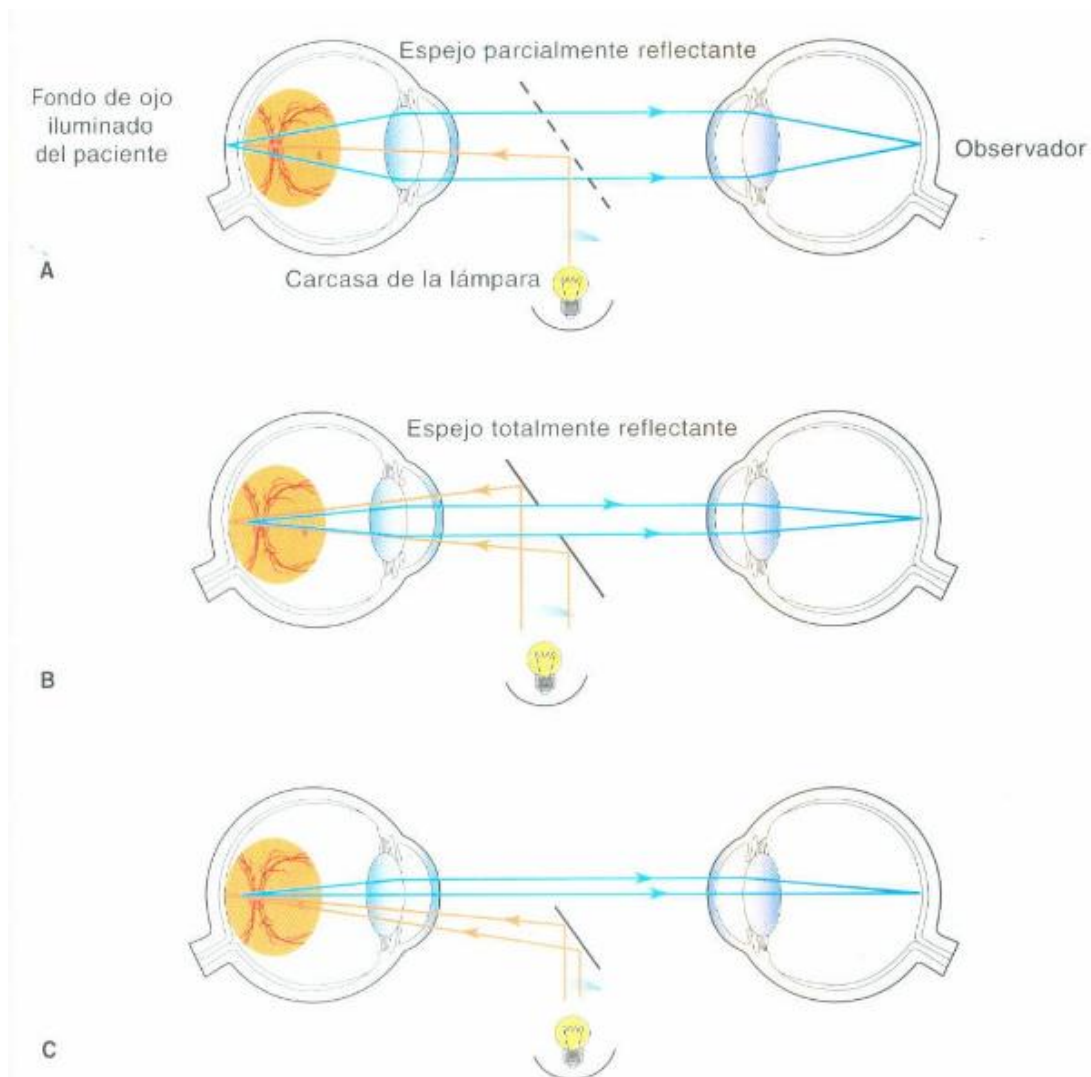 Espejo parcialmente reflectante
Fondo de ojo
iluminado
del paciente
Observador
A
Carcasa de la lámpara
Espejo totalmente reflectante
B
C